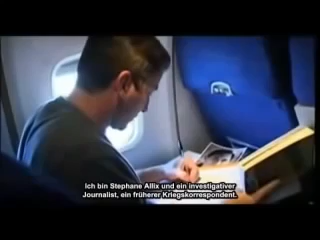 Ich bin Stephane Allix und ein investigativer
Journalist, ein früherer Kriegskorrespondent.